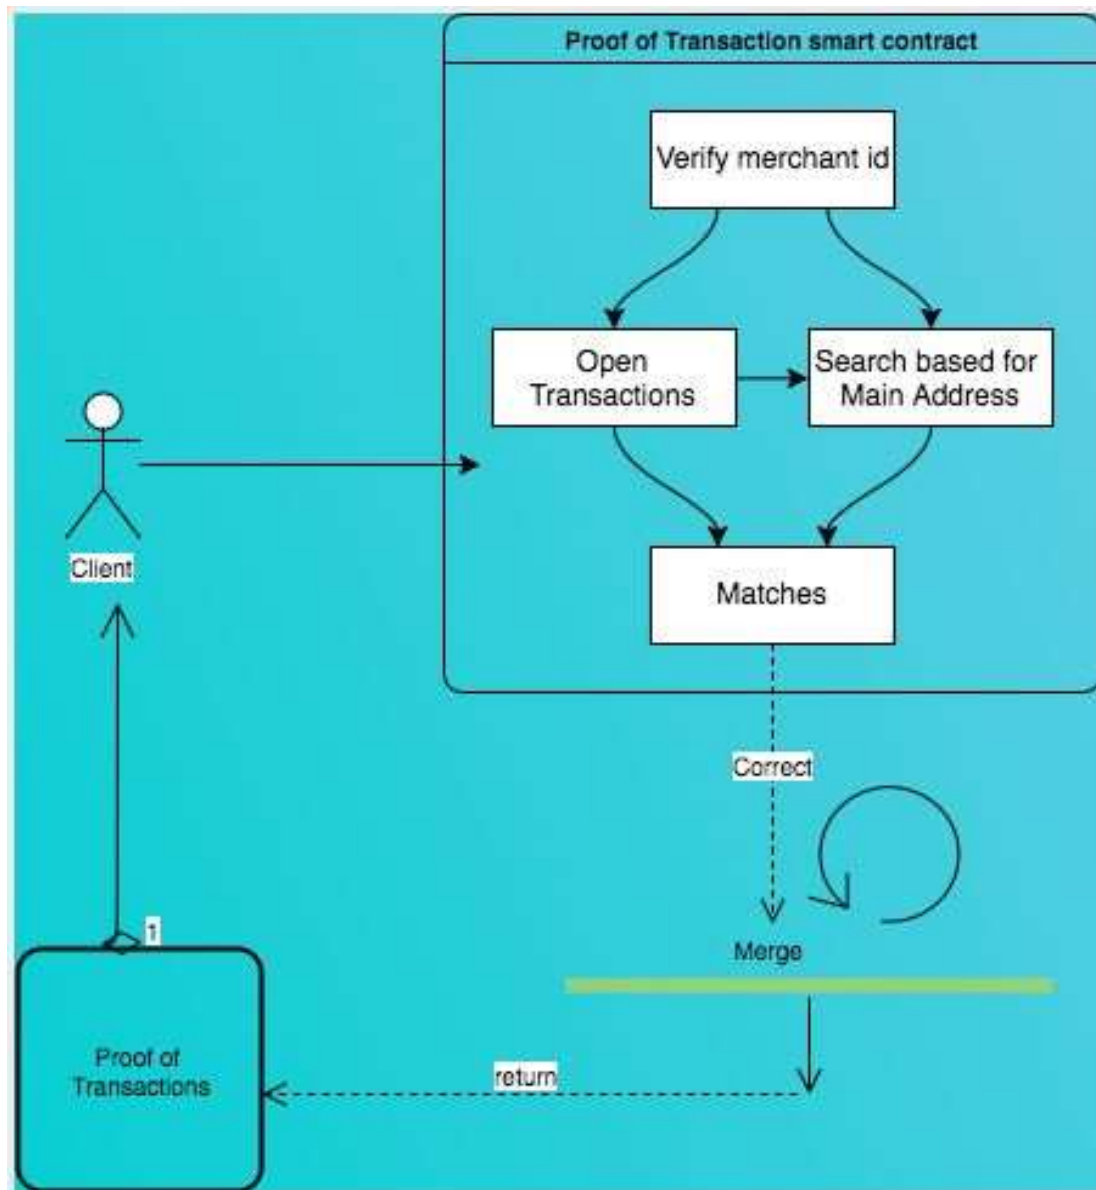 Proof of Transaction smart contract
Verify merchant id
Open
Transactions
Search based for
Main Address
Client
Matches
Correct
1
Merge
Proof of
Transactions
return